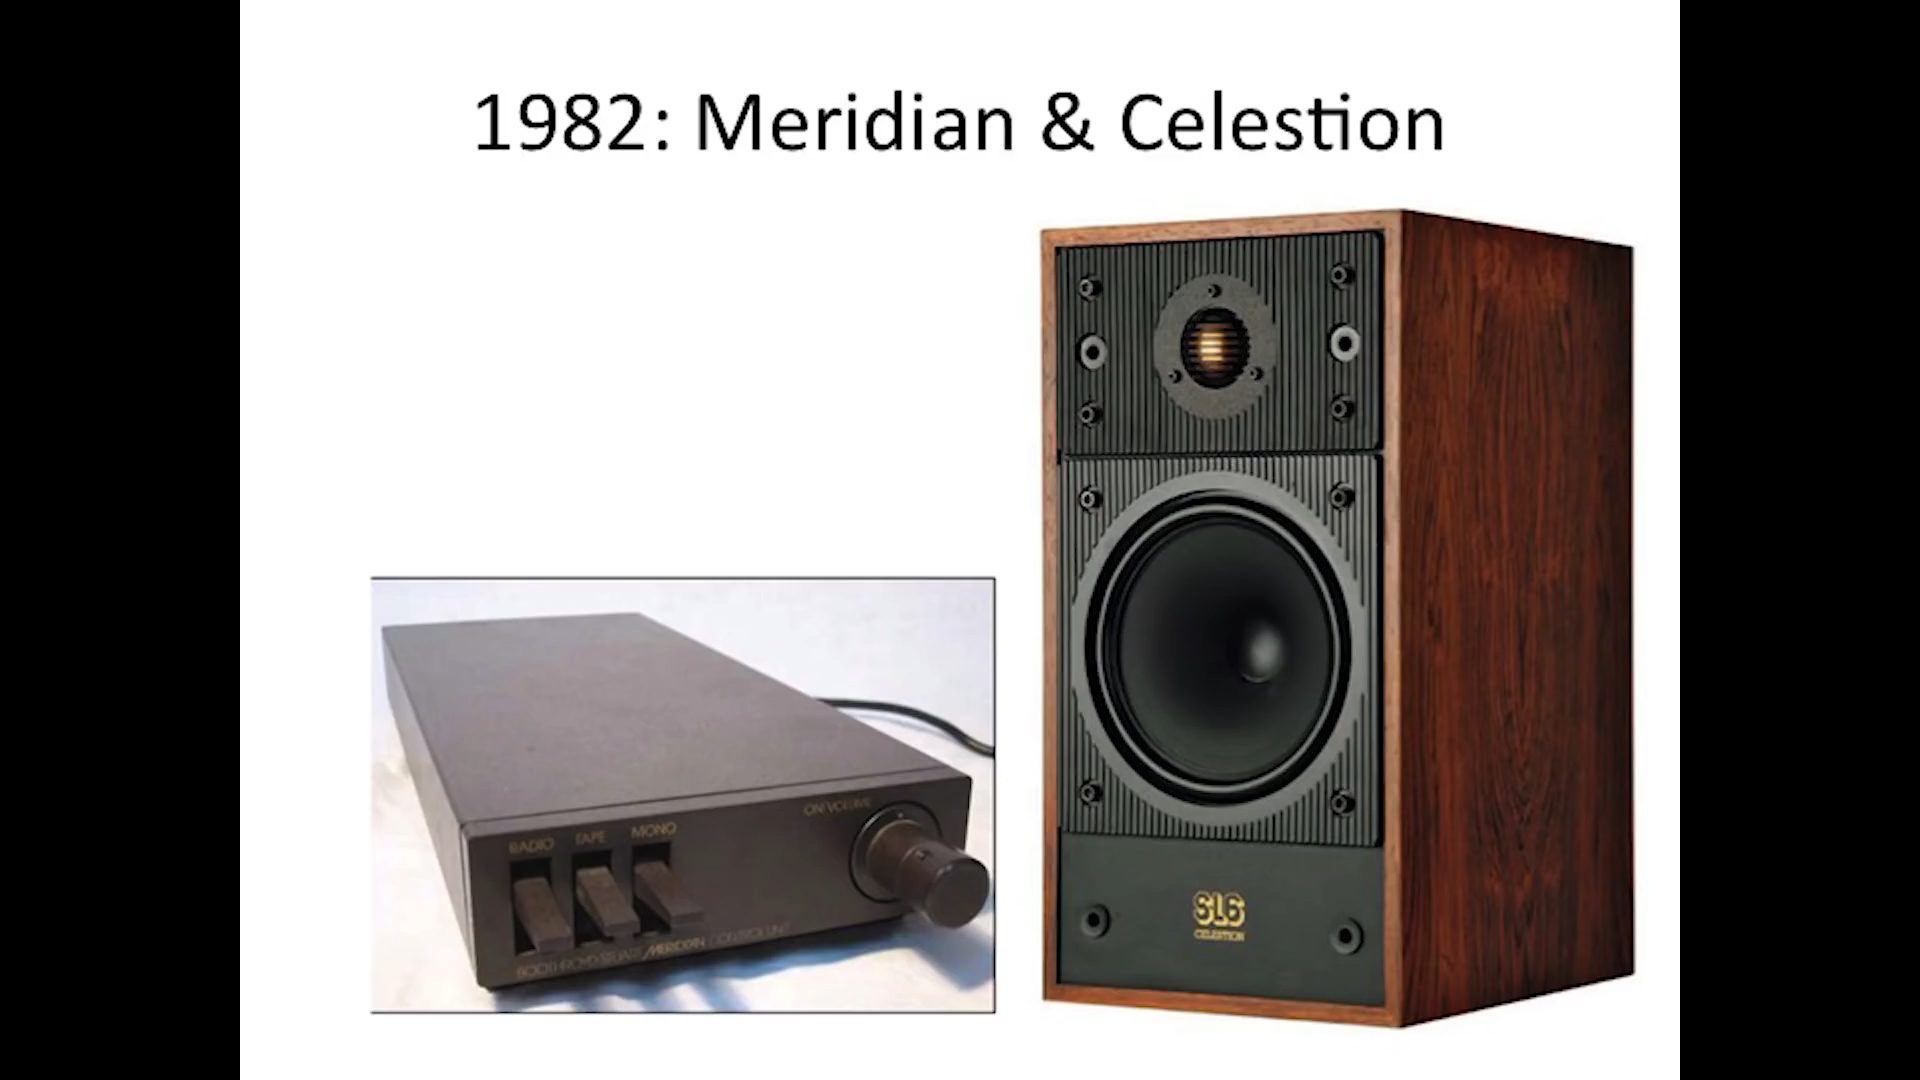 1982: Meridian & Celestion
ON/VOLUME
RADIO TAPE MONO
BOOTHROYD STUART/MERIDIAN CONTROL UNIT
SL6
CELESTION